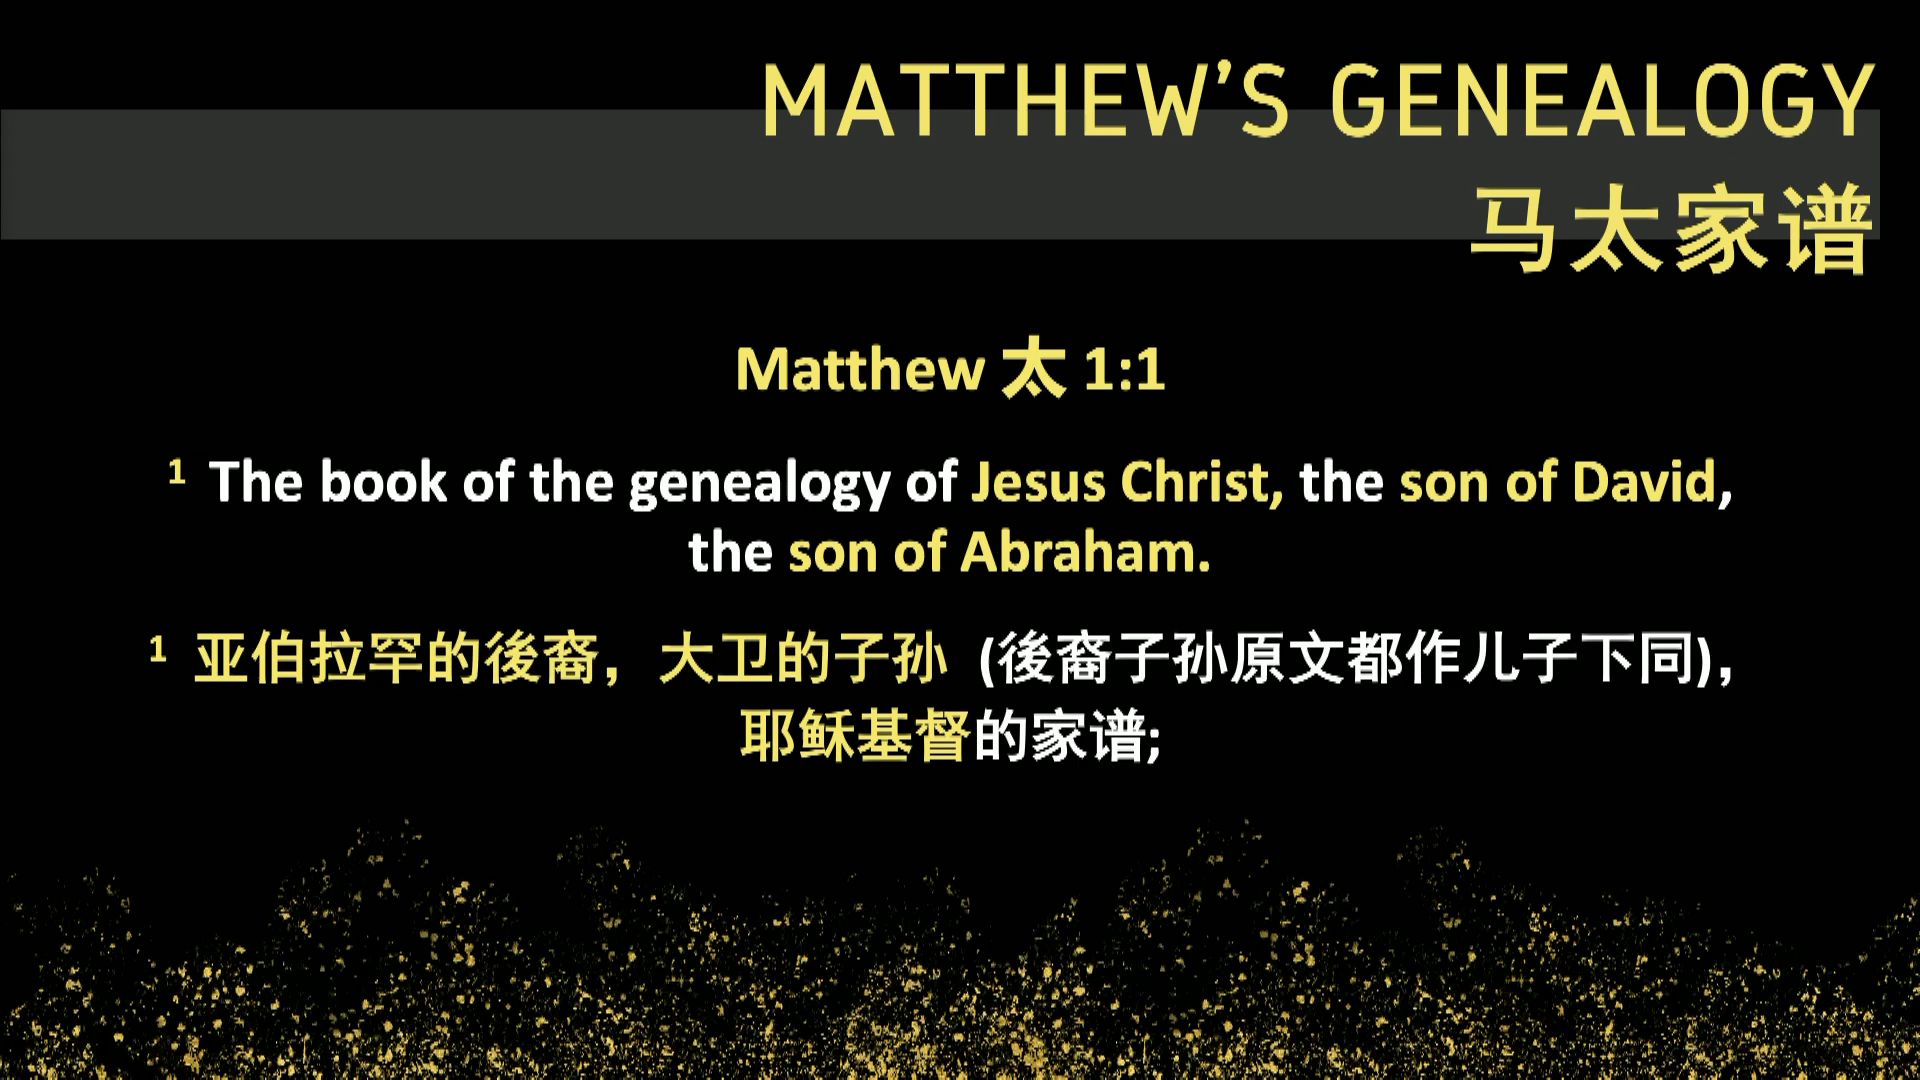 MATTHEW’S GENEALOGY
马太家谱
Matthew 太 1:1
1 The book of the genealogy of Jesus Christ, the son of David,
the son of Abraham.
1 亚伯拉罕的後裔，大卫的子孙 (後裔子孙原文都作儿子下同)，
耶稣基督的家谱;